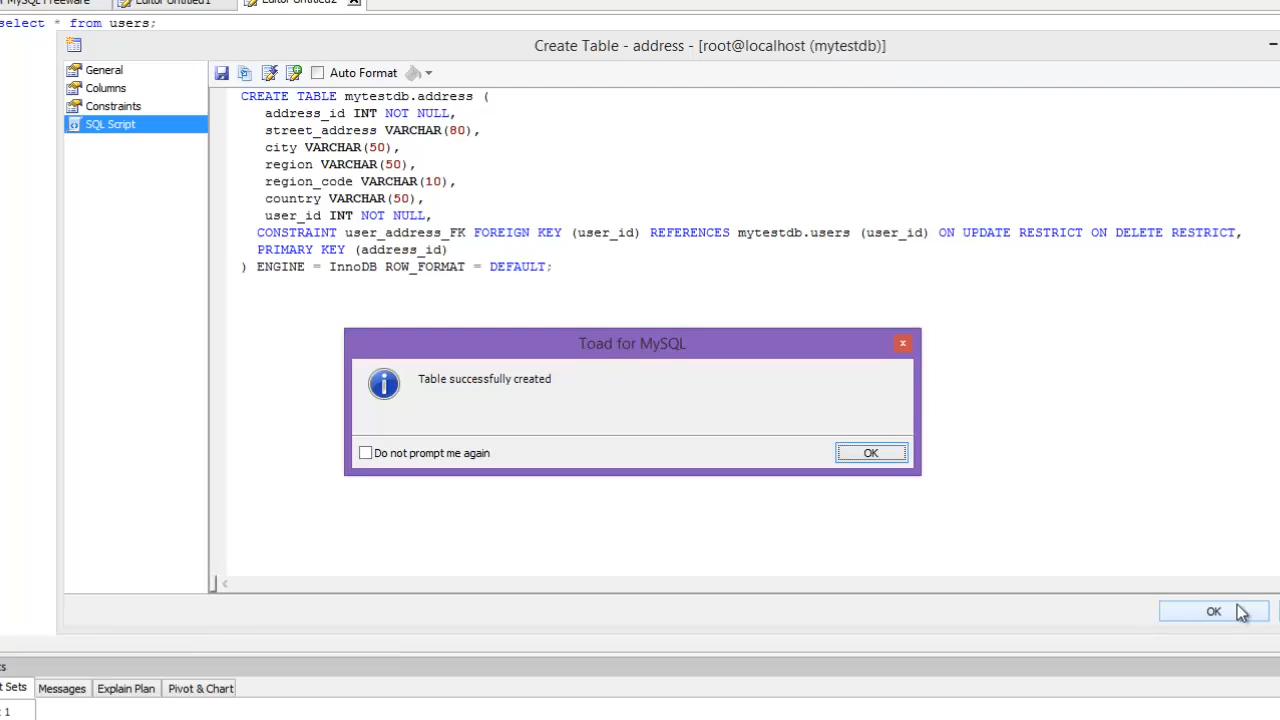 MySQL Freeware
Editor Untitled1
Editor Untitled2
select * from users;
Create Table - address - [root@localhost (mytestdb)]
General
Columns
Constraints
SQL Script
Auto Format
CREATE TABLE mytestdb.address (
address_id INT NOT NULL,
street_address VARCHAR(80),
city VARCHAR(50),
region VARCHAR(50),
region_code VARCHAR(10),
country VARCHAR(50),
user_id INT NOT NULL,
CONSTRAINT user_address_FK FOREIGN KEY (user_id) REFERENCES mytestdb.users (user_id) ON UPDATE RESTRICT ON DELETE RESTRICT,
PRIMARY KEY (address_id)
) ENGINE = InnoDB ROW_FORMAT = DEFAULT;
Toad for MySQL
Table successfully created
Do not prompt me again
OK
OK
t Sets
Messages
Explain Plan
Pivot & Chart
1